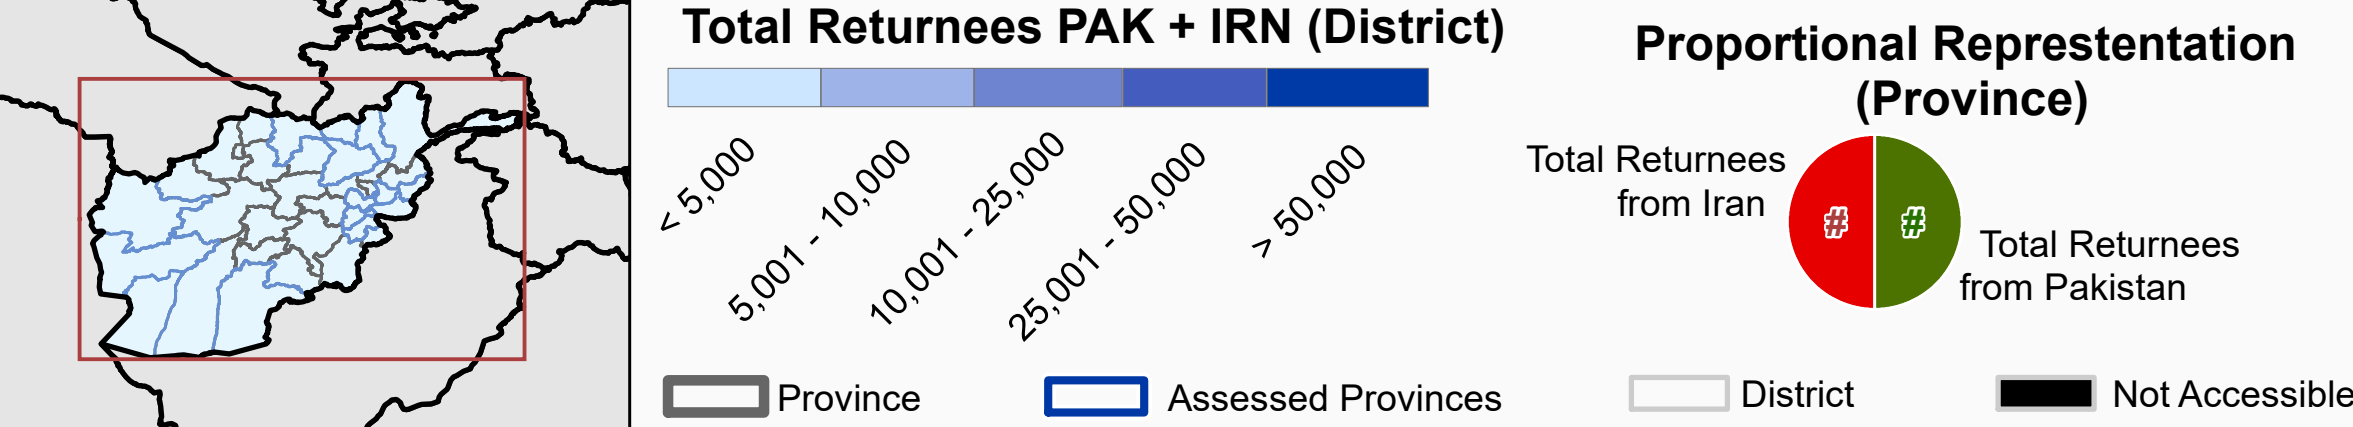 Total Returnees PAK + IRN (District)
< 5,000
5,001 - 10,000
10,001 - 25,000
25,001 - 50,000
> 50,000
Province
Assessed Provinces
Proportional Represtentation
(Province)
Total Returnees
from Iran
#
#
Total Returnees
from Pakistan
District
Not Accessible